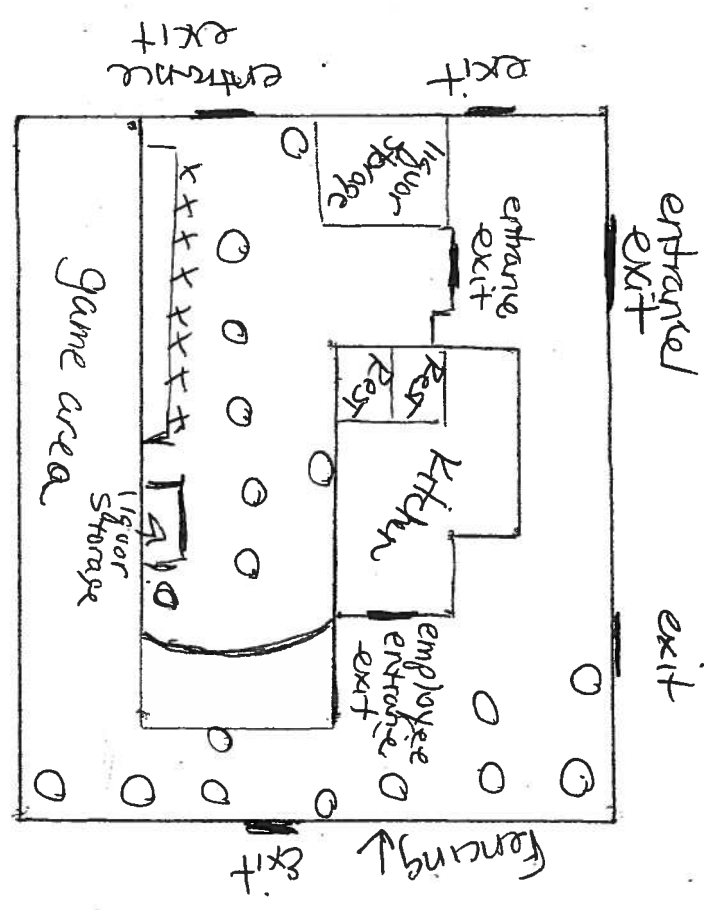 entrance
exit
exit
liquor
storage
entrance
exit
entrance/
exit
game area
Rest
Rest
Kitchen
liquor
storage
employee
entrance
exit
exit
exit
Fencing